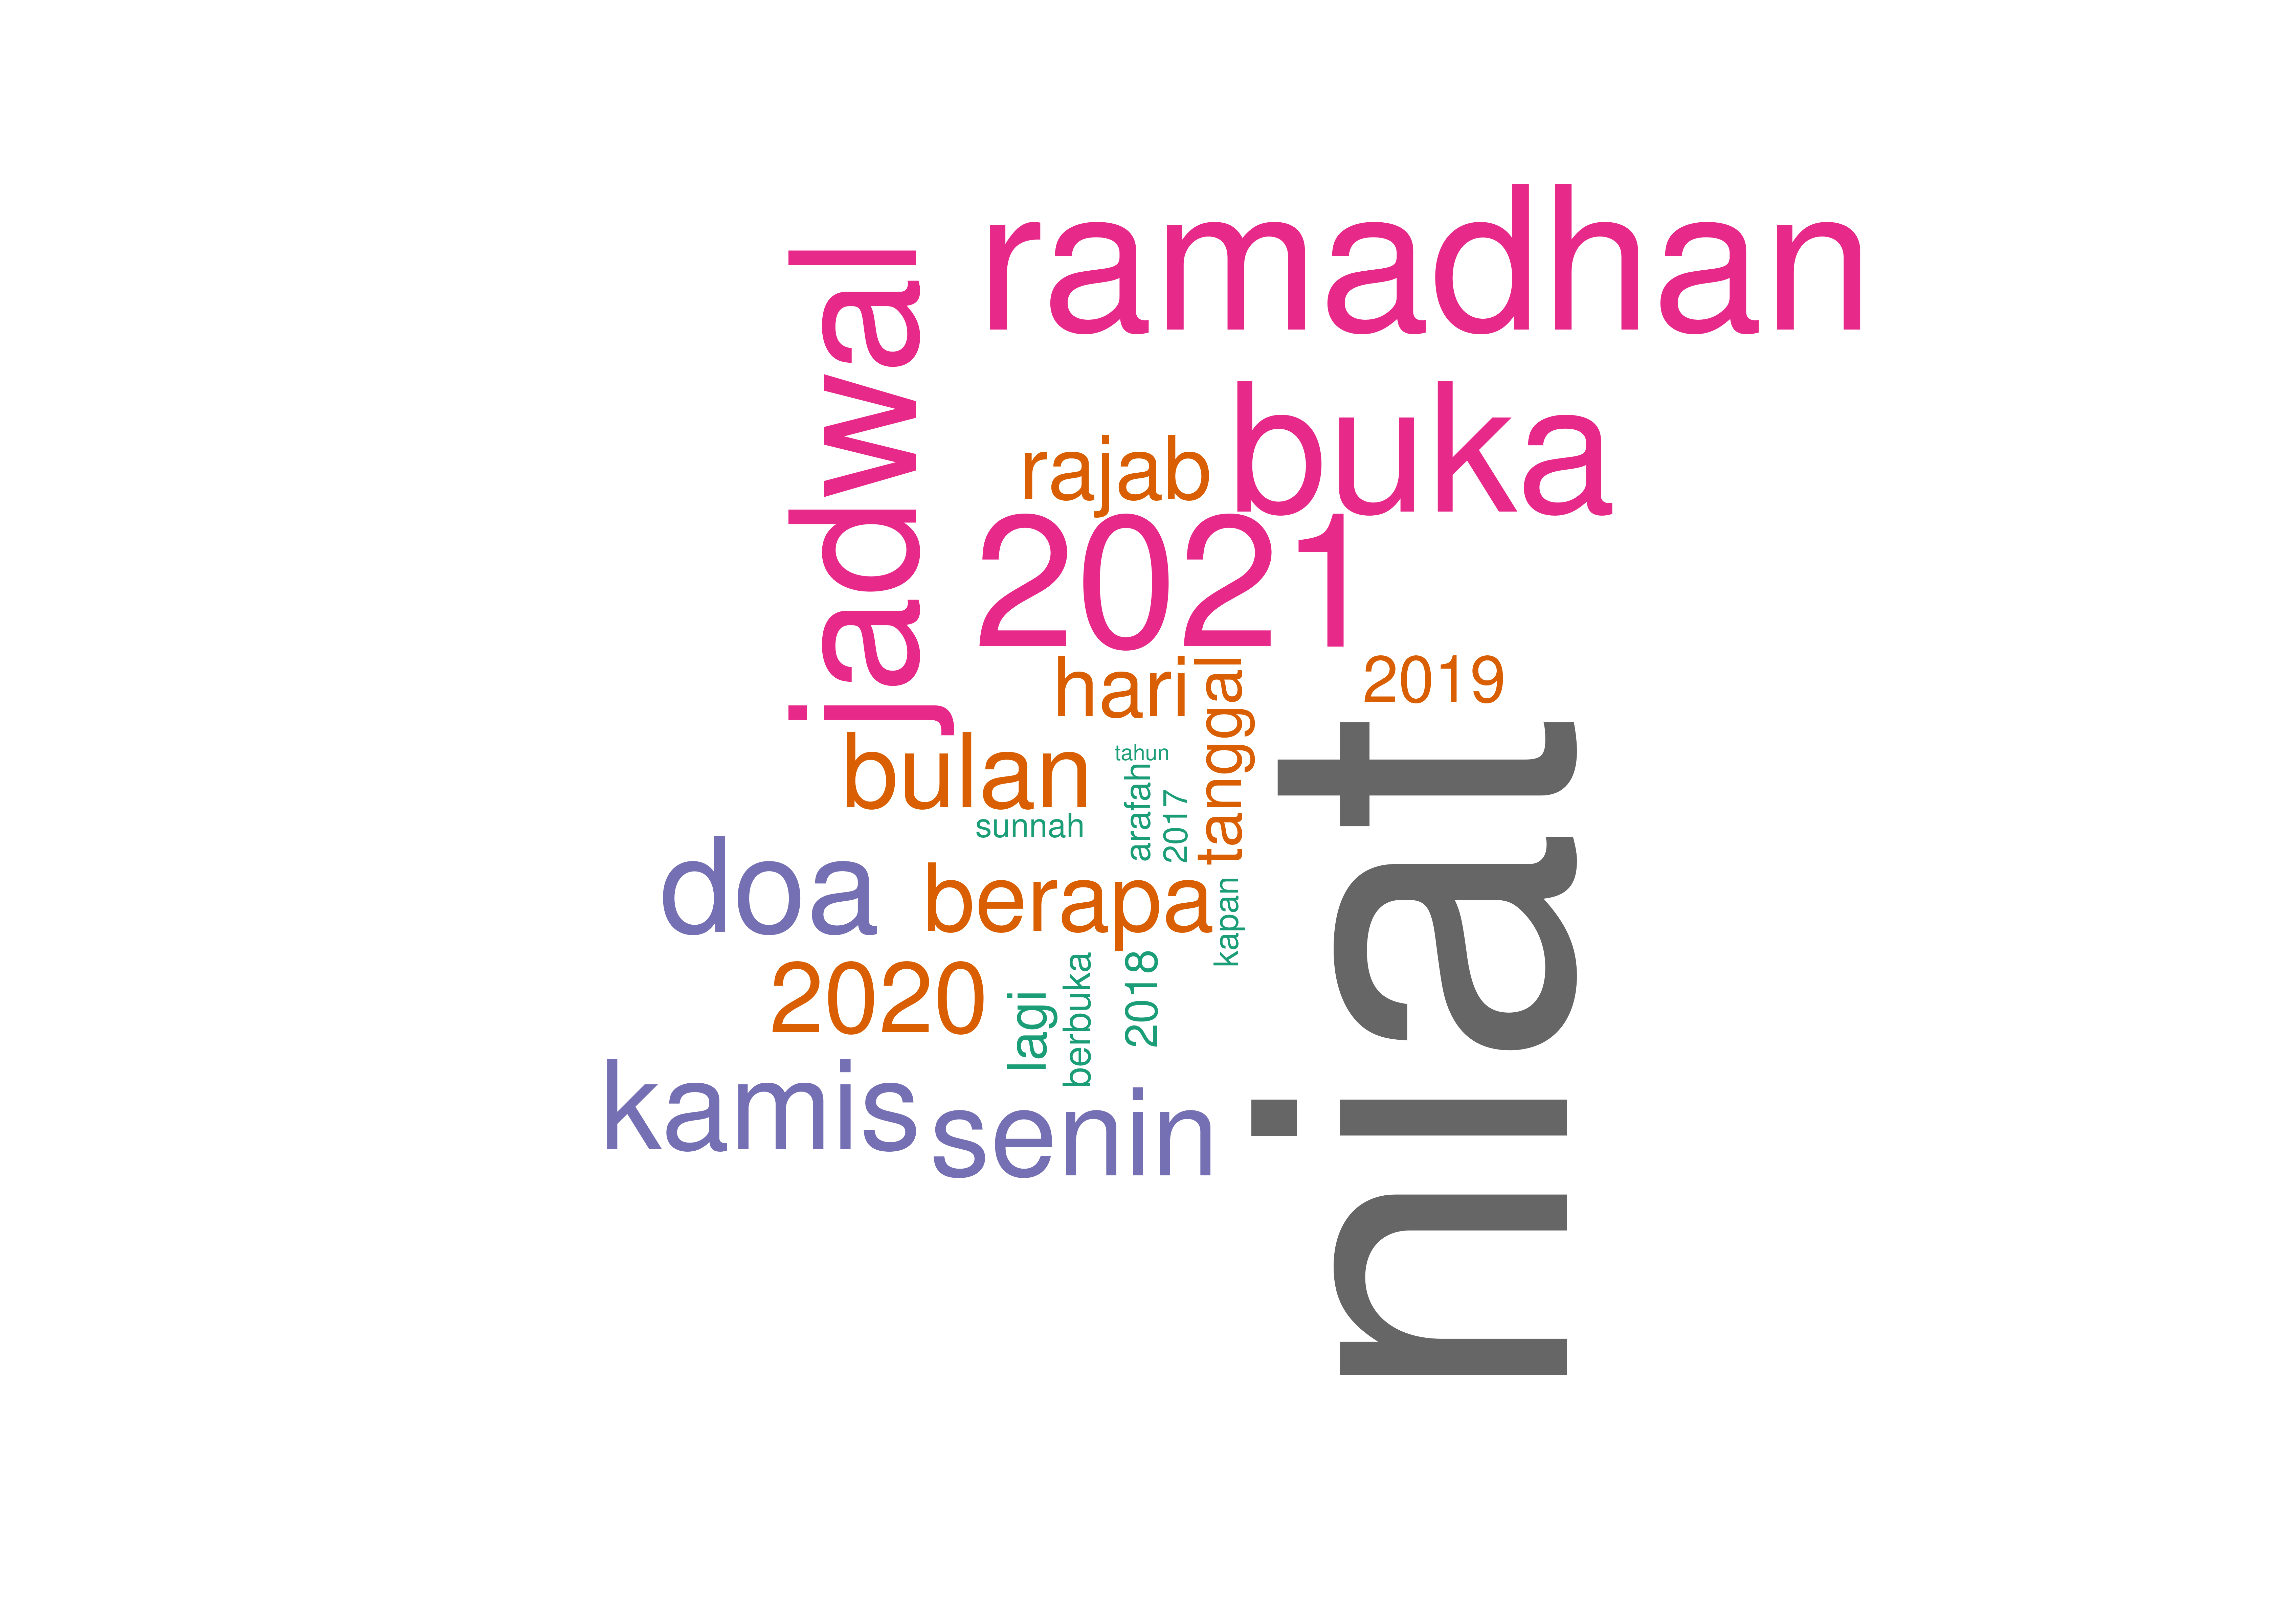 ramadhan
jadwal
buka
rajab
2021
hari
tanggal
2019
bulan
tahun
arafah
2017
sunnah
niat
doa
berapa
kapan
2020
lagi
berbuka
2018
kamis
senin